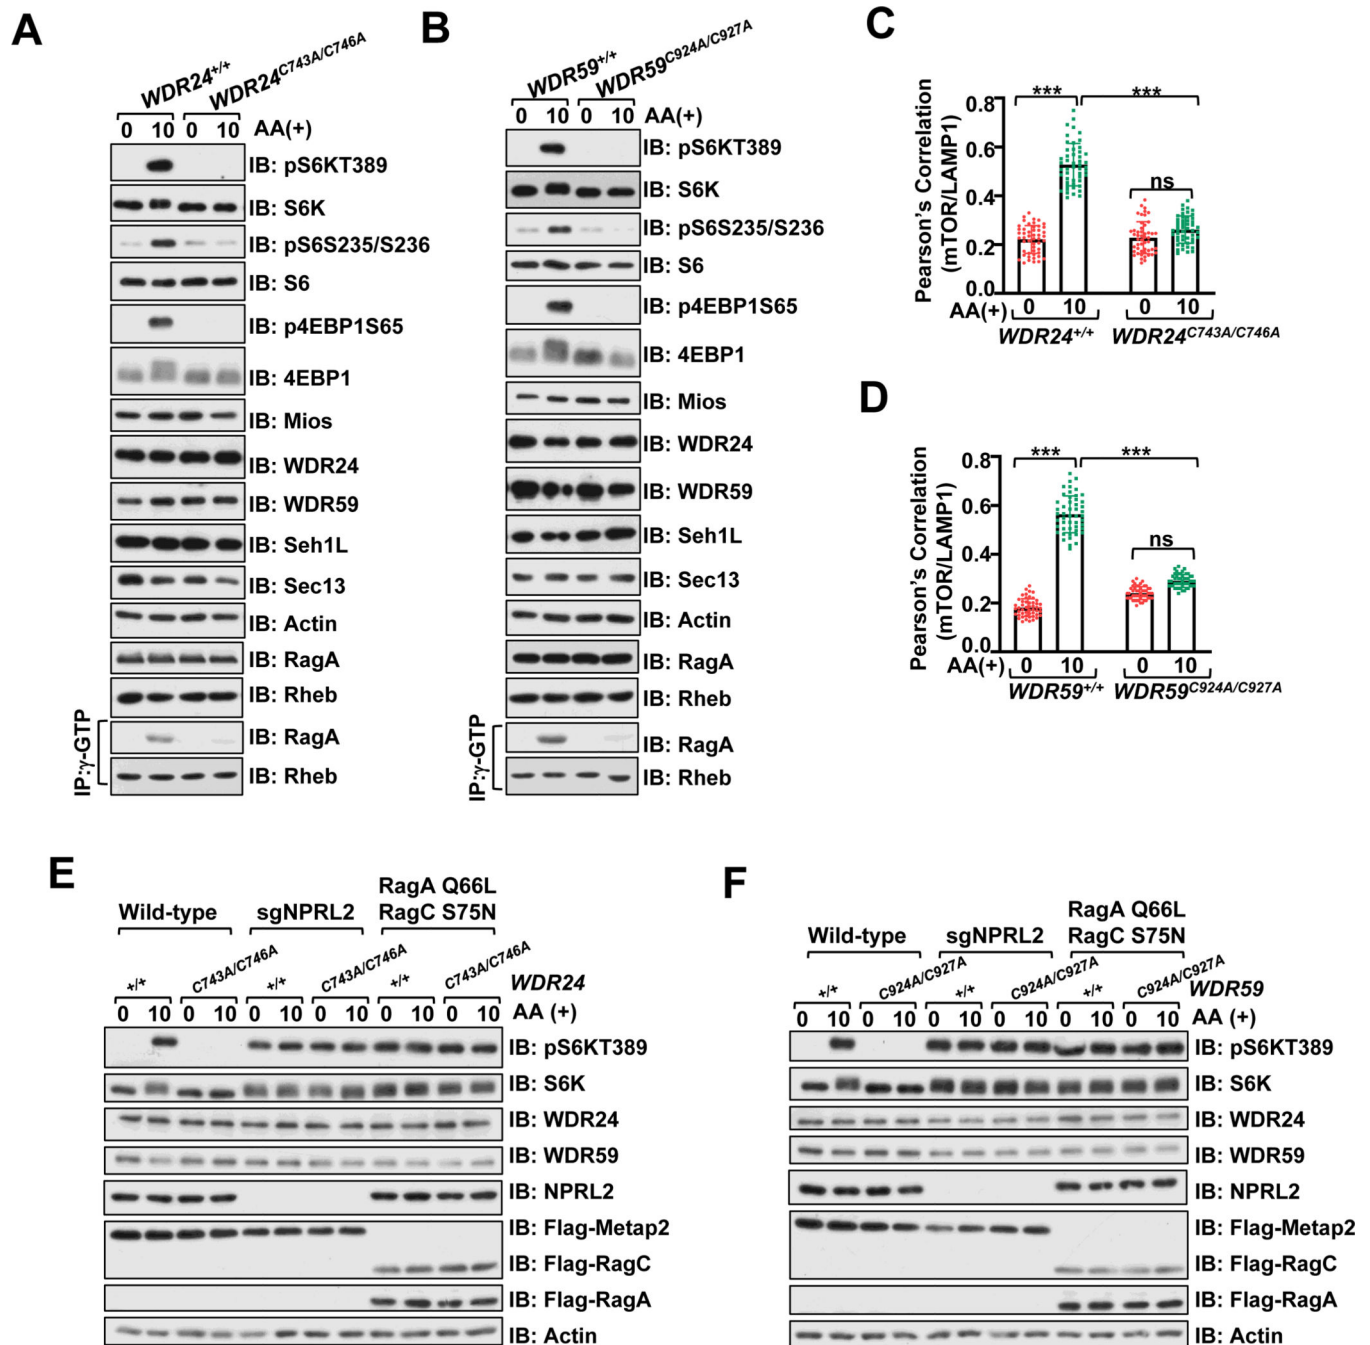 A
WDR24+/+ WDR24C743A/C746A
0 10 0 10 AA(+)
IB: pS6KT389
IB: S6K
IB: pS6S235/S236
IB: S6
IB: p4EBP1S65
IB: 4EBP1
IB: Mios
IB: WDR24
IB: WDR59
IB: Seh1L
IB: Sec13
IB: Actin
IB: RagA
IB: Rheb
IP:γ-GTP
IB: RagA
IB: Rheb
B
WDR59+/+ WDR59C924A/C927A
0 10 0 10 AA(+)
IB: pS6KT389
IB: S6K
IB: pS6S235/S236
IB: S6
IB: p4EBP1S65
IB: 4EBP1
IB: Mios
IB: WDR24
IB: WDR59
IB: Seh1L
IB: Sec13
IB: Actin
IB: RagA
IB: Rheb
IP:γ-GTP
IB: RagA
IB: Rheb
C
Pearson's Correlation
(mTOR/LAMP1)
*** ***
ns
0.8
0.6
0.4
0.2
0.0
AA(+) 0 10 0 10
WDR24+/+ WDR24C743A/C746A
D
Pearson's Correlation
(mTOR/LAMP1)
*** ***
ns
0.8
0.6
0.4
0.2
0.0
AA(+) 0 10 0 10
WDR59+/+ WDR59C924A/C927A
E
RagA Q66L
Wild-type sgNPRL2 RagC S75N
+/+ C743A/C746A +/+ C743A/C746A +/+ C743A/C746A WDR24
0 10 0 10 0 10 0 10 0 10 0 10 AA (+)
IB: pS6KT389
IB: S6K
IB: WDR24
IB: WDR59
IB: NPRL2
IB: Flag-Metap2
IB: Flag-RagC
IB: Flag-RagA
IB: Actin
F
RagA Q66L
Wild-type sgNPRL2 RagC S75N
+/+ C924A/C927A +/+ C924A/C927A +/+ C924A/C927A WDR59
0 10 0 10 0 10 0 10 0 10 0 10 AA (+)
IB: pS6KT389
IB: S6K
IB: WDR24
IB: WDR59
IB: NPRL2
IB: Flag-Metap2
IB: Flag-RagC
IB: Flag-RagA
IB: Actin